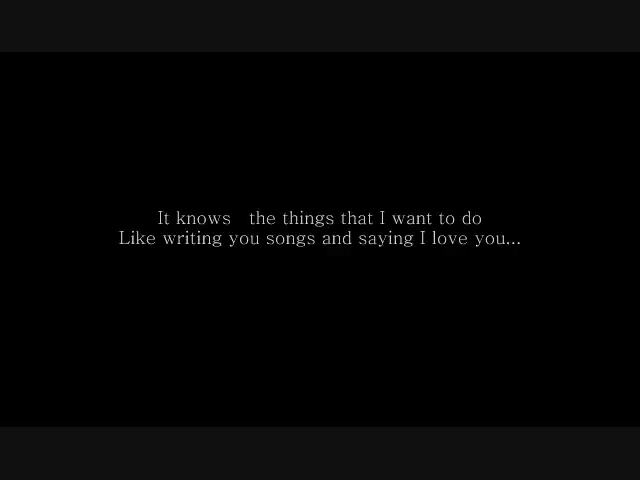 It knows the things that I want to do
Like writing you songs and saying I love you...